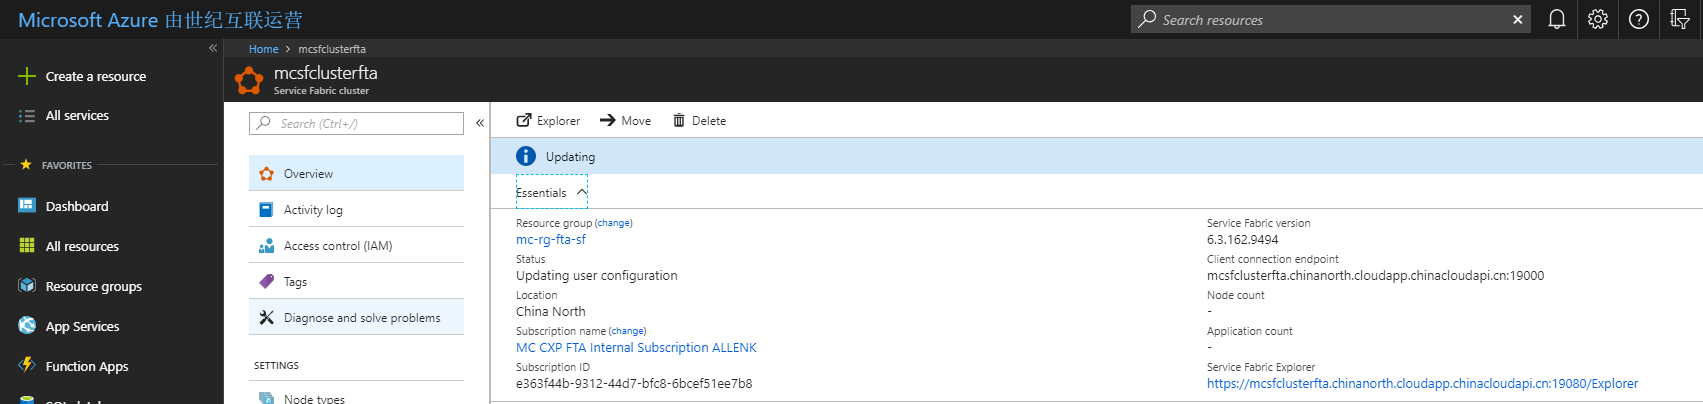 Microsoft Azure 由世纪互联运营
Search resources
Home > mcsfclusterfta
mcsfclusterfta
Service Fabric cluster
Create a resource
All services
FAVORITES
Dashboard
All resources
Resource groups
App Services
Function Apps
Search (Ctrl+/)
Overview
Activity log
Access control (IAM)
Tags
Diagnose and solve problems
SETTINGS
Node types
Explorer
Move
Delete
Updating
Essentials
Resource group (change)
mc-rg-fta-sf
Status
Updating user configuration
Location
China North
Subscription name (change)
MC CXP FTA Internal Subscription ALLENK
Subscription ID
e363f44b-9312-44d7-bfc8-6bcef51ee7b8
Service Fabric version
6.3.162.9494
Client connection endpoint
mcsfclusterfta.chinanorth.cloudapp.chinacloudapi.cn:19000
Node count
-
Application count
-
Service Fabric Explorer
https://mcsfclusterfta.chinanorth.cloudapp.chinacloudapi.cn:19080/Explorer